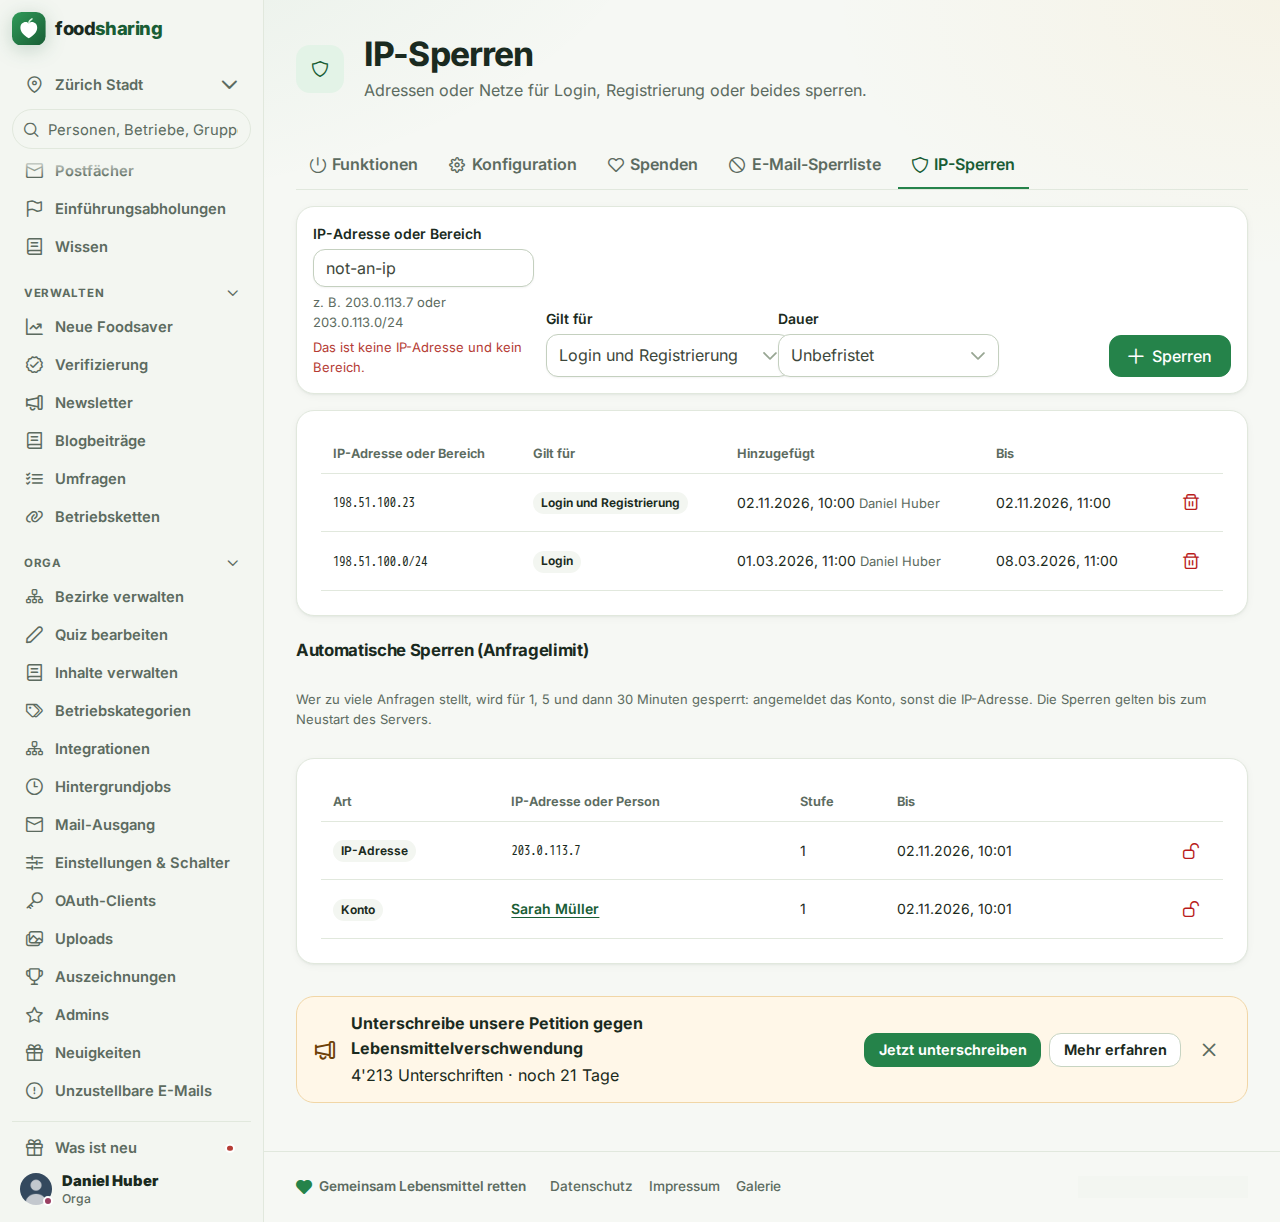 foodsharing
Zürich Stadt
Personen, Betriebe, Grupp
Postfächer
Einführungsabholungen
Wissen
VERWALTEN
Neue Foodsaver
Verifizierung
Newsletter
Blogbeiträge
Umfragen
Betriebsketten
ORGA
Bezirke verwalten
Quiz bearbeiten
Inhalte verwalten
Betriebskategorien
Integrationen
Hintergrundjobs
Mail-Ausgang
Einstellungen & Schalter
OAuth-Clients
Uploads
Auszeichnungen
Admins
Neuigkeiten
Unzustellbare E-Mails
Was ist neu
Daniel Huber
Orga
IP-Sperren
Adressen oder Netze für Login, Registrierung oder beides sperren.
Funktionen Konfiguration Spenden E-Mail-Sperrliste IP-Sperren
IP-Adresse oder Bereich
not-an-ip
z. B. 203.0.113.7 oder
203.0.113.0/24
Das ist keine IP-Adresse und kein
Bereich.
Gilt für Dauer
Login und Registrierung Unbefristet Sperren
IP-Adresse oder Bereich Gilt für Hinzugefügt Bis
198.51.100.23 Login und Registrierung 02.11.2026, 10:00 Daniel Huber 02.11.2026, 11:00
198.51.100.0/24 Login 01.03.2026, 11:00 Daniel Huber 08.03.2026, 11:00
Automatische Sperren (Anfragelimit)
Wer zu viele Anfragen stellt, wird für 1, 5 und dann 30 Minuten gesperrt: angemeldet das Konto, sonst die IP-Adresse. Die Sperren gelten bis zum
Neustart des Servers.
Art IP-Adresse oder Person Stufe Bis
IP-Adresse 203.0.113.7 1 02.11.2026, 10:01
Konto Sarah Müller 1 02.11.2026, 10:01
Unterschreibe unsere Petition gegen
Lebensmittelverschwendung
4'213 Unterschriften · noch 21 Tage
Jetzt unterschreiben Mehr erfahren
Gemeinsam Lebensmittel retten Datenschutz Impressum Galerie